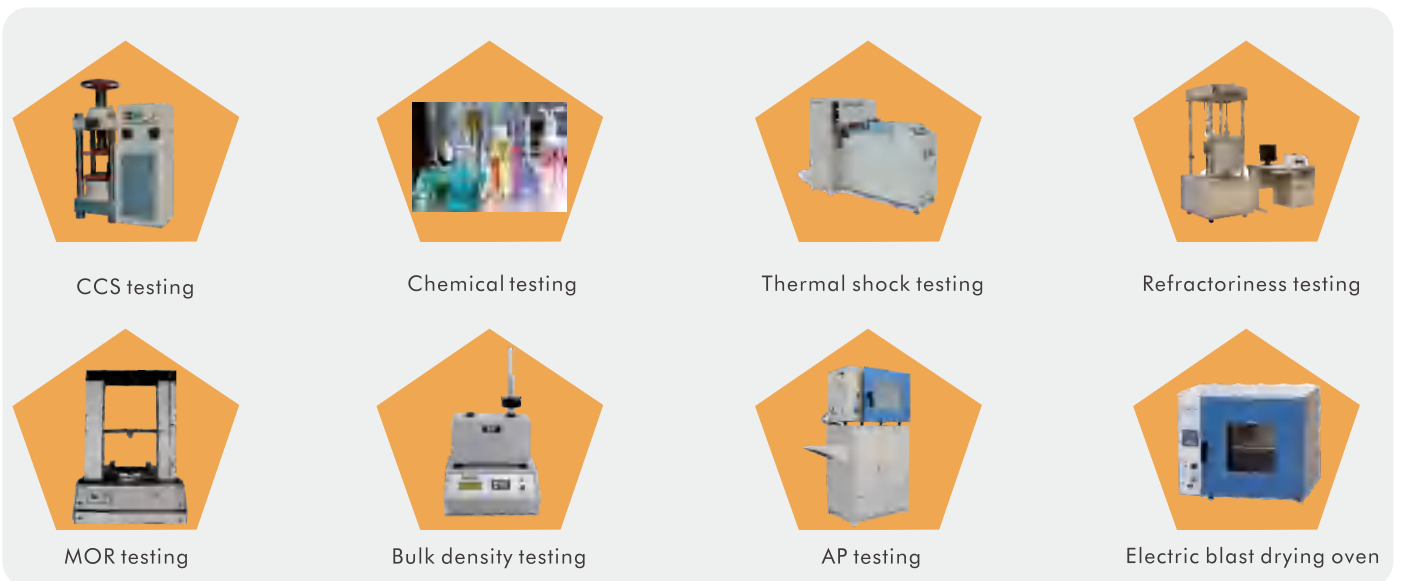 CCS testing
Chemical testing
Thermal shock testing
Refractoriness testing
MOR testing
Bulk density testing
AP testing
Electric blast drying oven